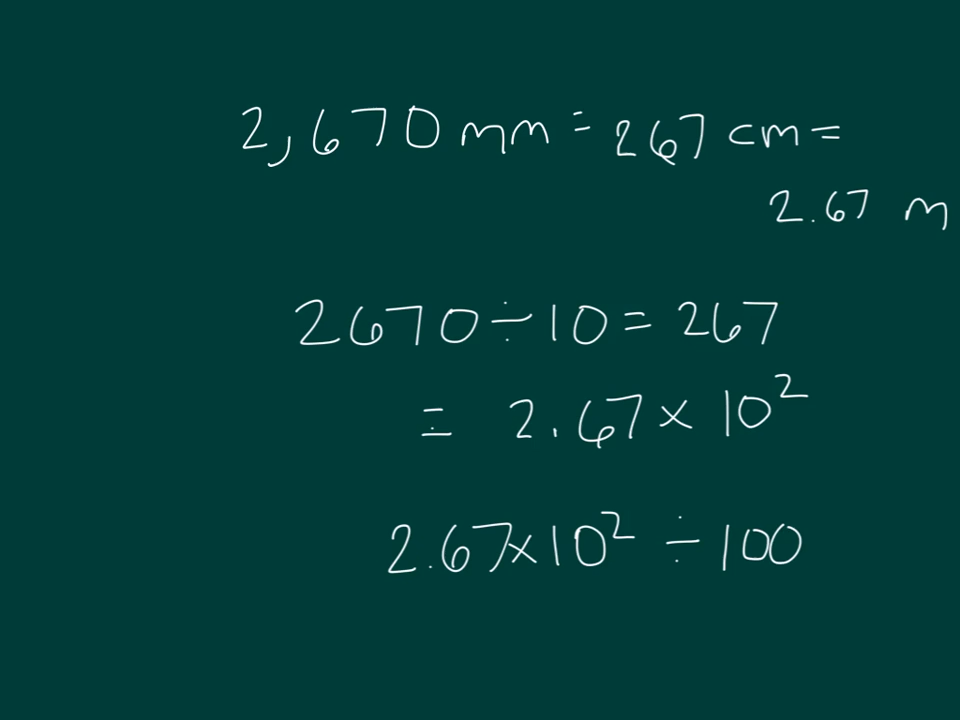 2,670 mm = 267 cm =
2.67 m
2670 ÷ 10 = 267
= 2.67 × 10²
2.67 × 10² ÷ 100